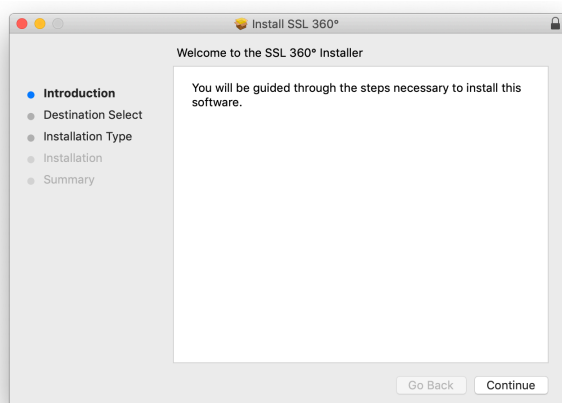 Install SSL 360°
Welcome to the SSL 360° Installer
Introduction
Destination Select
Installation Type
Installation
Summary
You will be guided through the steps necessary to install this
software.
Go Back
Continue